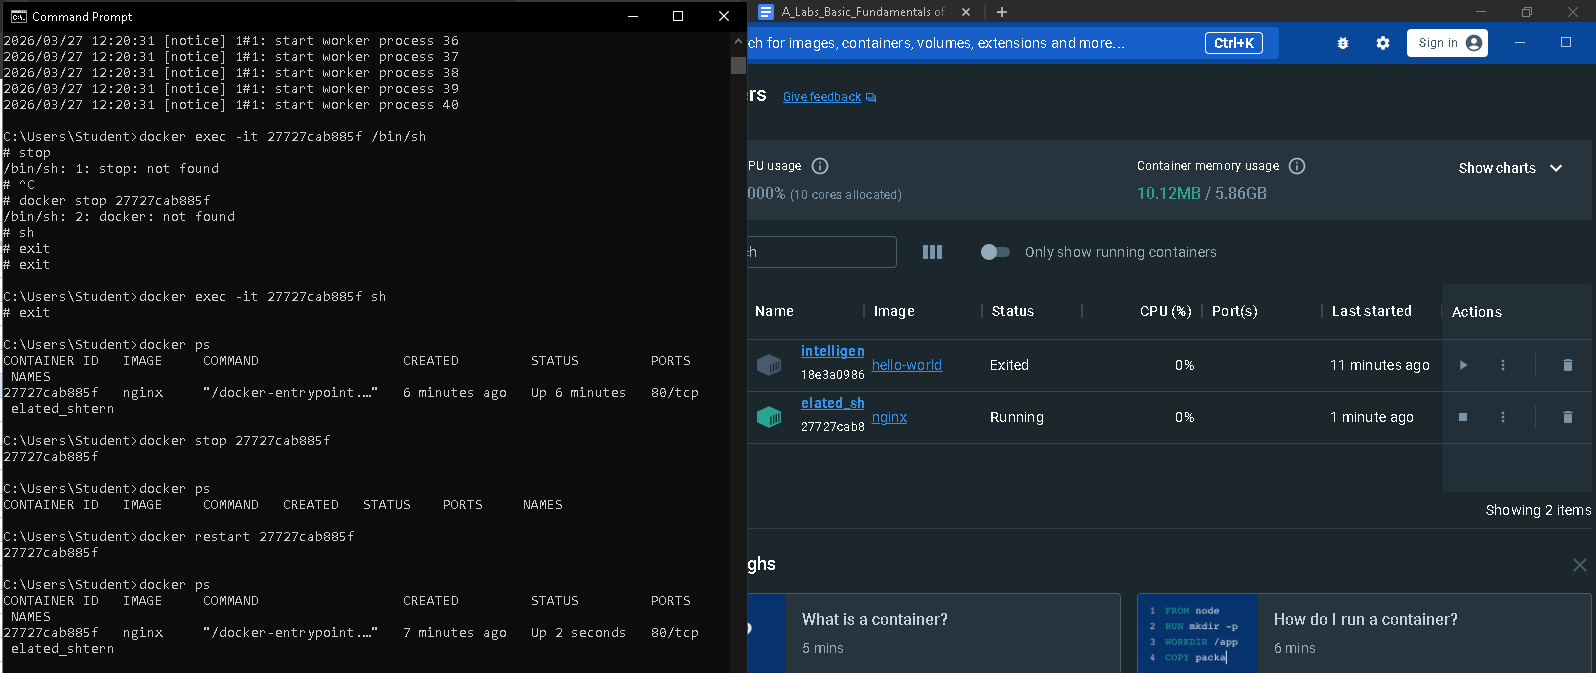 Command Prompt
2026/03/27 12:20:31 [notice] 1#1: start worker process 36
2026/03/27 12:20:31 [notice] 1#1: start worker process 37
2026/03/27 12:20:31 [notice] 1#1: start worker process 38
2026/03/27 12:20:31 [notice] 1#1: start worker process 39
2026/03/27 12:20:31 [notice] 1#1: start worker process 40
C:\Users\Student>docker exec -it 27727cab885f /bin/sh
# stop
/bin/sh: 1: stop: not found
# ^C
# docker stop 27727cab885f
/bin/sh: 2: docker: not found
# sh
# exit
# exit
C:\Users\Student>docker exec -it 27727cab885f sh
# exit
C:\Users\Student>docker ps
CONTAINER ID   IMAGE     COMMAND                  CREATED         STATUS         PORTS
 NAMES
27727cab885f   nginx     "/docker-entrypoint.…"   6 minutes ago   Up 6 minutes   80/tcp
 elated_shtern
C:\Users\Student>docker stop 27727cab885f
27727cab885f
C:\Users\Student>docker ps
CONTAINER ID   IMAGE     COMMAND   CREATED   STATUS    PORTS     NAMES
C:\Users\Student>docker restart 27727cab885f
27727cab885f
C:\Users\Student>docker ps
CONTAINER ID   IMAGE     COMMAND                  CREATED         STATUS         PORTS
 NAMES
27727cab885f   nginx     "/docker-entrypoint.…"   7 minutes ago   Up 2 seconds   80/tcp
 elated_shtern
A_Labs_Basic_Fundamentals of
ch for images, containers, volumes, extensions and more... Ctrl+K Sign in
ers Give feedback
PU usage Container memory usage Show charts
000% (10 cores allocated) 10.12MB / 5.86GB
ch Only show running containers
Name Image Status CPU (%) Port(s) Last started Actions
intelligen
18e3a0986 hello-world Exited 0% 11 minutes ago
elated_sh
27727cab8 nginx Running 0% 1 minute ago
Showing 2 items
ghs
What is a container?
5 mins
1 FROM node
2 RUN mkdir -p
3 WORKDIR /app
4 COPY packa
How do I run a container?
6 mins